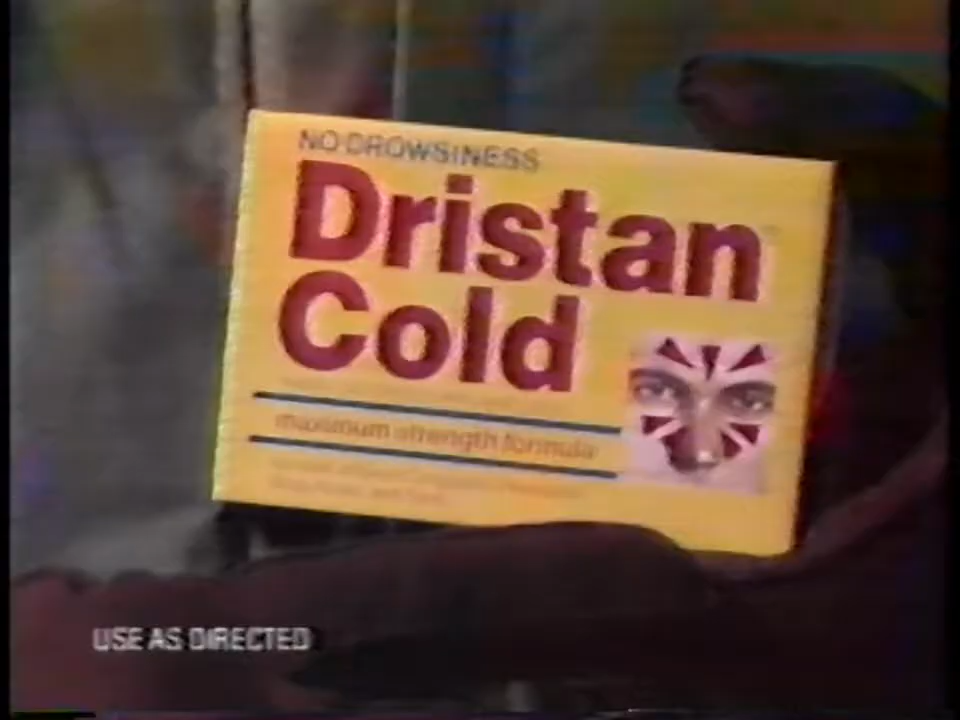 NO DROWSINESS
Dristan
Cold
maximum strength formula
USE AS DIRECTED